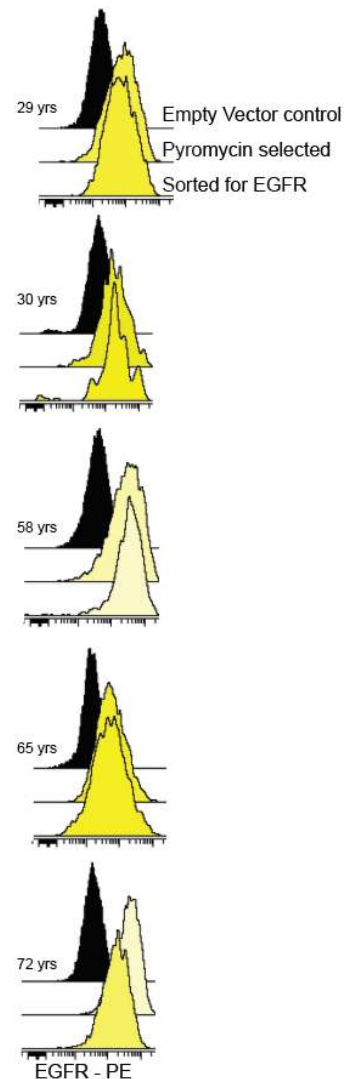 29 yrs
Empty Vector control
Pyromycin selected
Sorted for EGFR
30 yrs
58 yrs
65 yrs
72 yrs
EGFR - PE